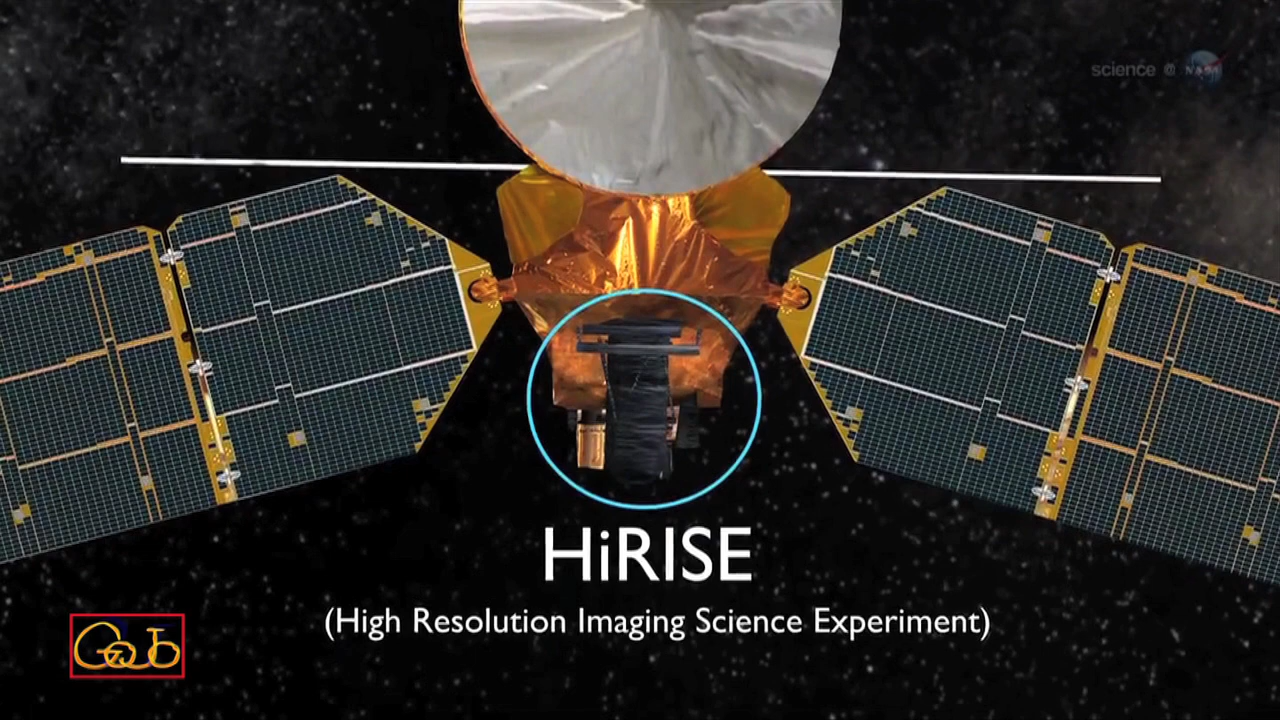 science @ NASA
HiRISE
(High Resolution Imaging Science Experiment)